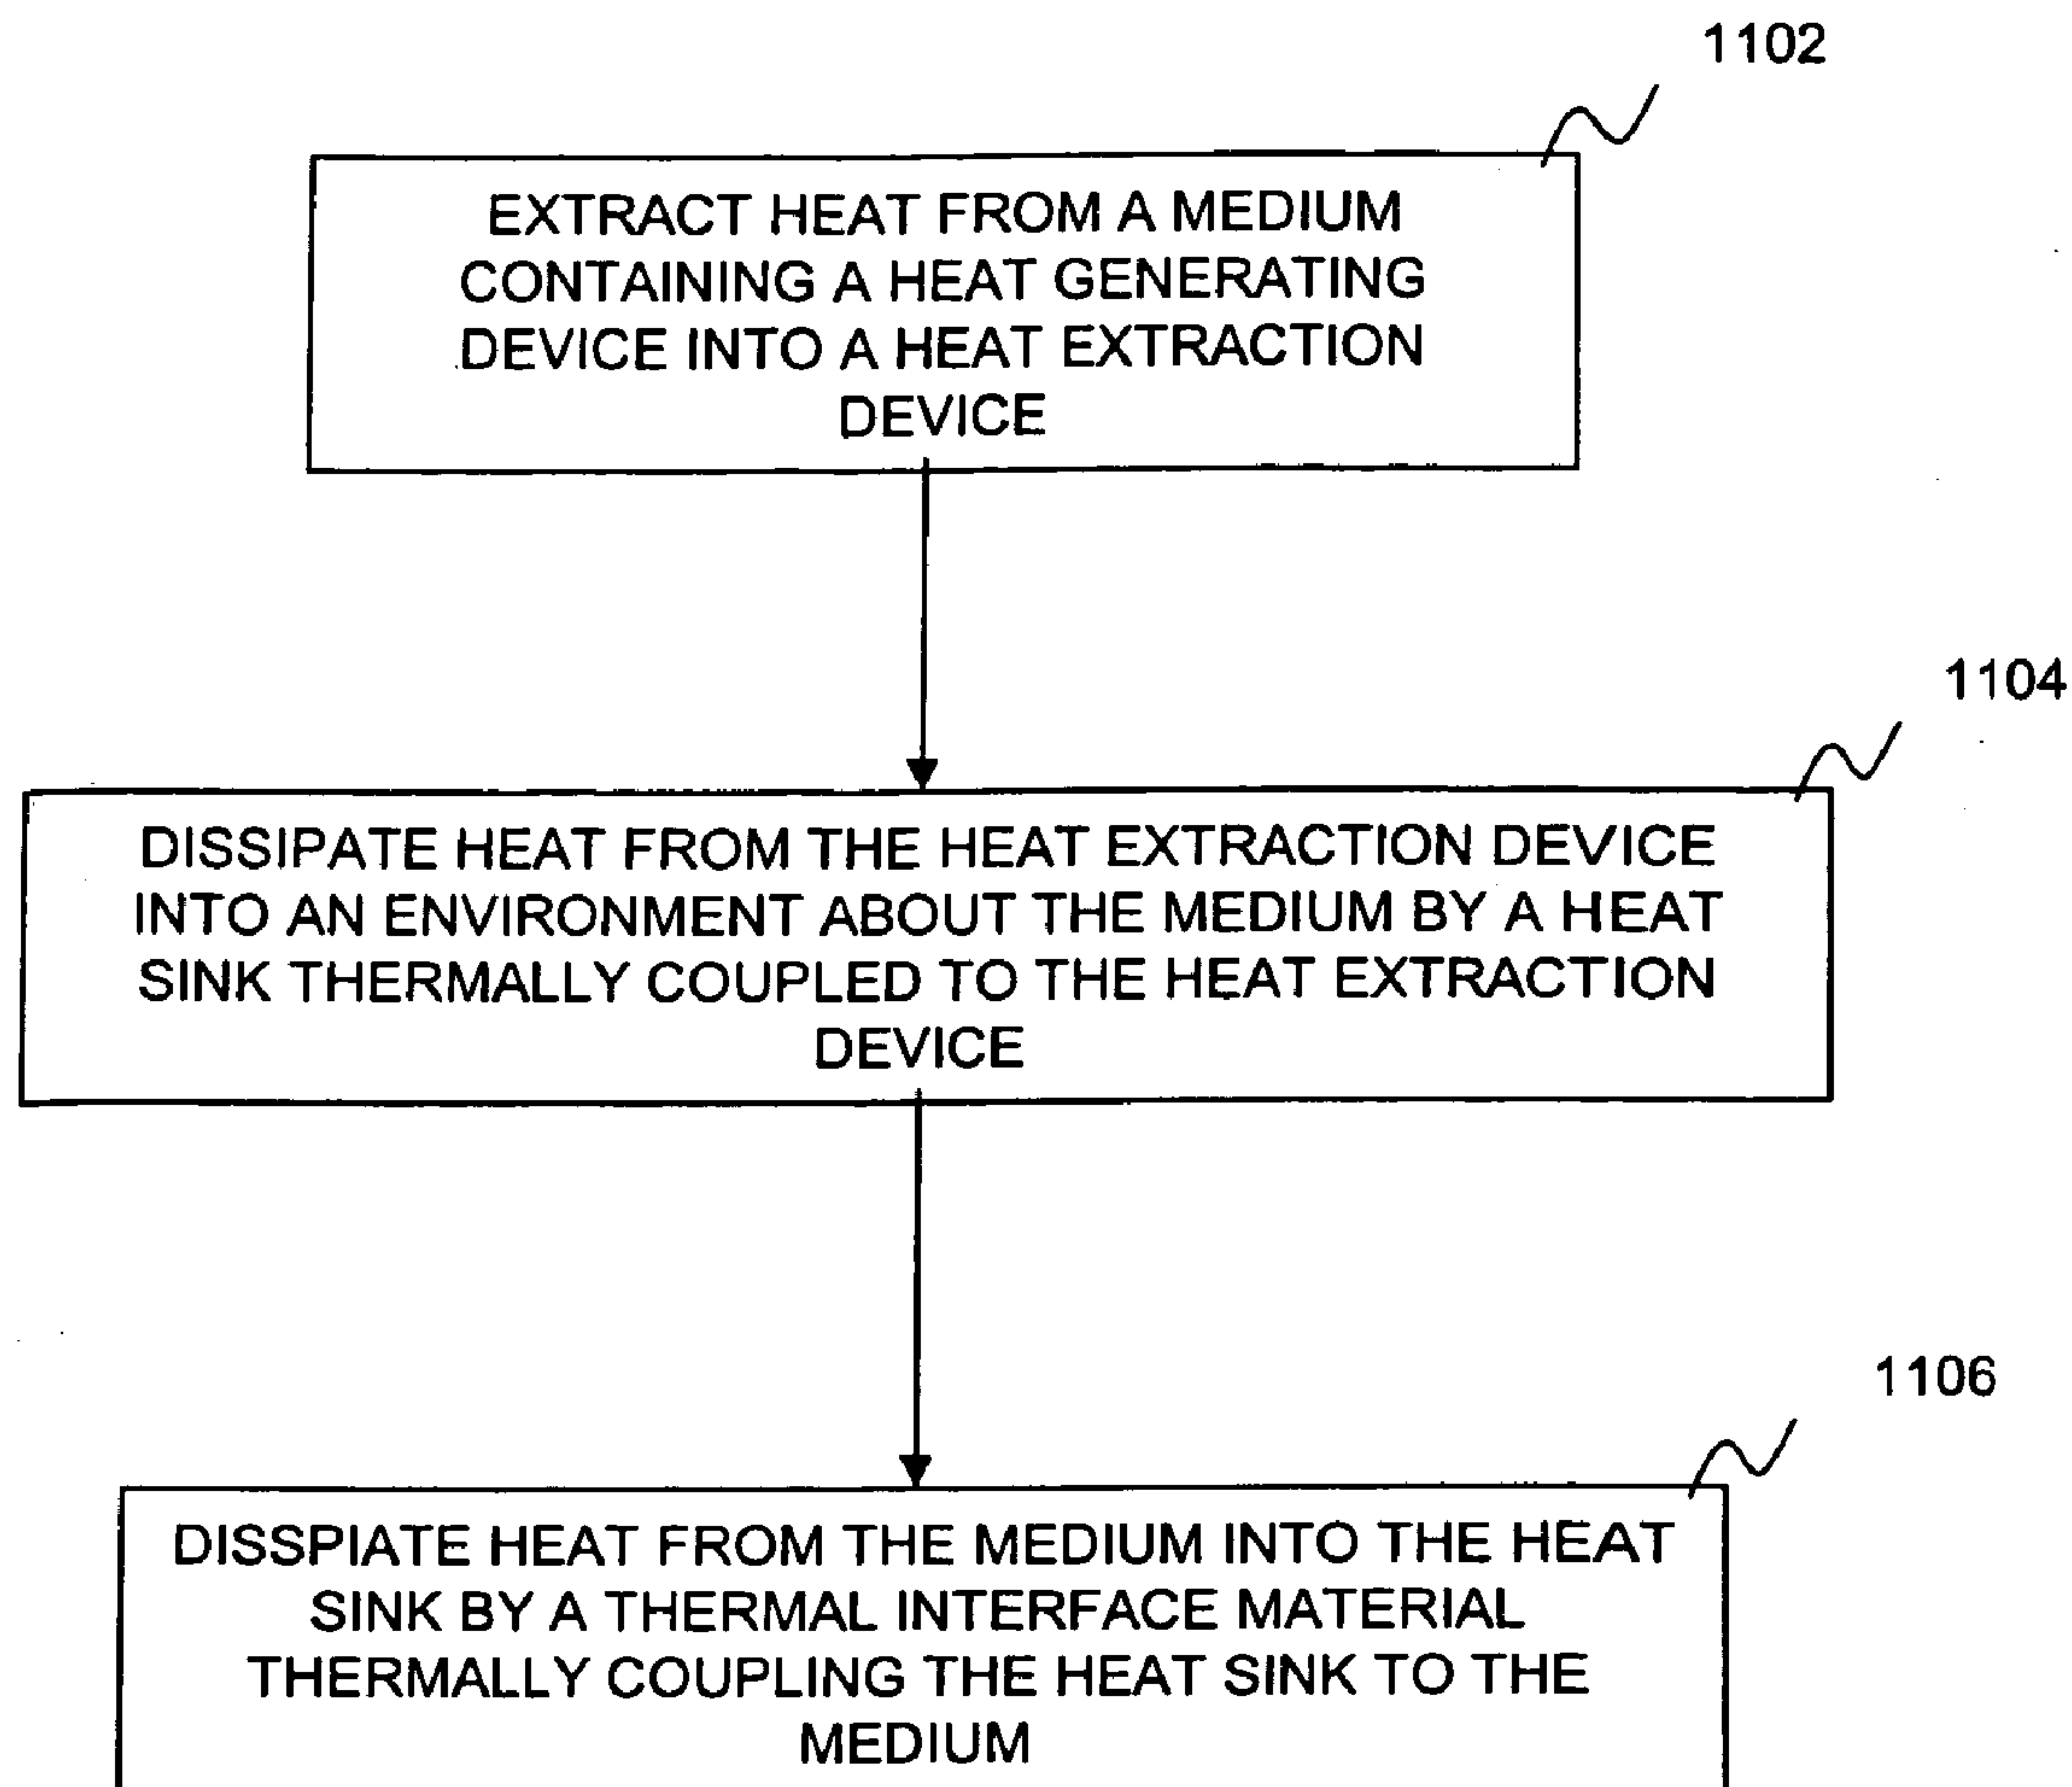 1102
EXTRACT HEAT FROM A MEDIUM
CONTAINING A HEAT GENERATING
DEVICE INTO A HEAT EXTRACTION
DEVICE
1104
DISSIPATE HEAT FROM THE HEAT EXTRACTION DEVICE
INTO AN ENVIRONMENT ABOUT THE MEDIUM BY A HEAT
SINK THERMALLY COUPLED TO THE HEAT EXTRACTION
DEVICE
1106
DISSPIATE HEAT FROM THE MEDIUM INTO THE HEAT
SINK BY A THERMAL INTERFACE MATERIAL
THERMALLY COUPLING THE HEAT SINK TO THE
MEDIUM